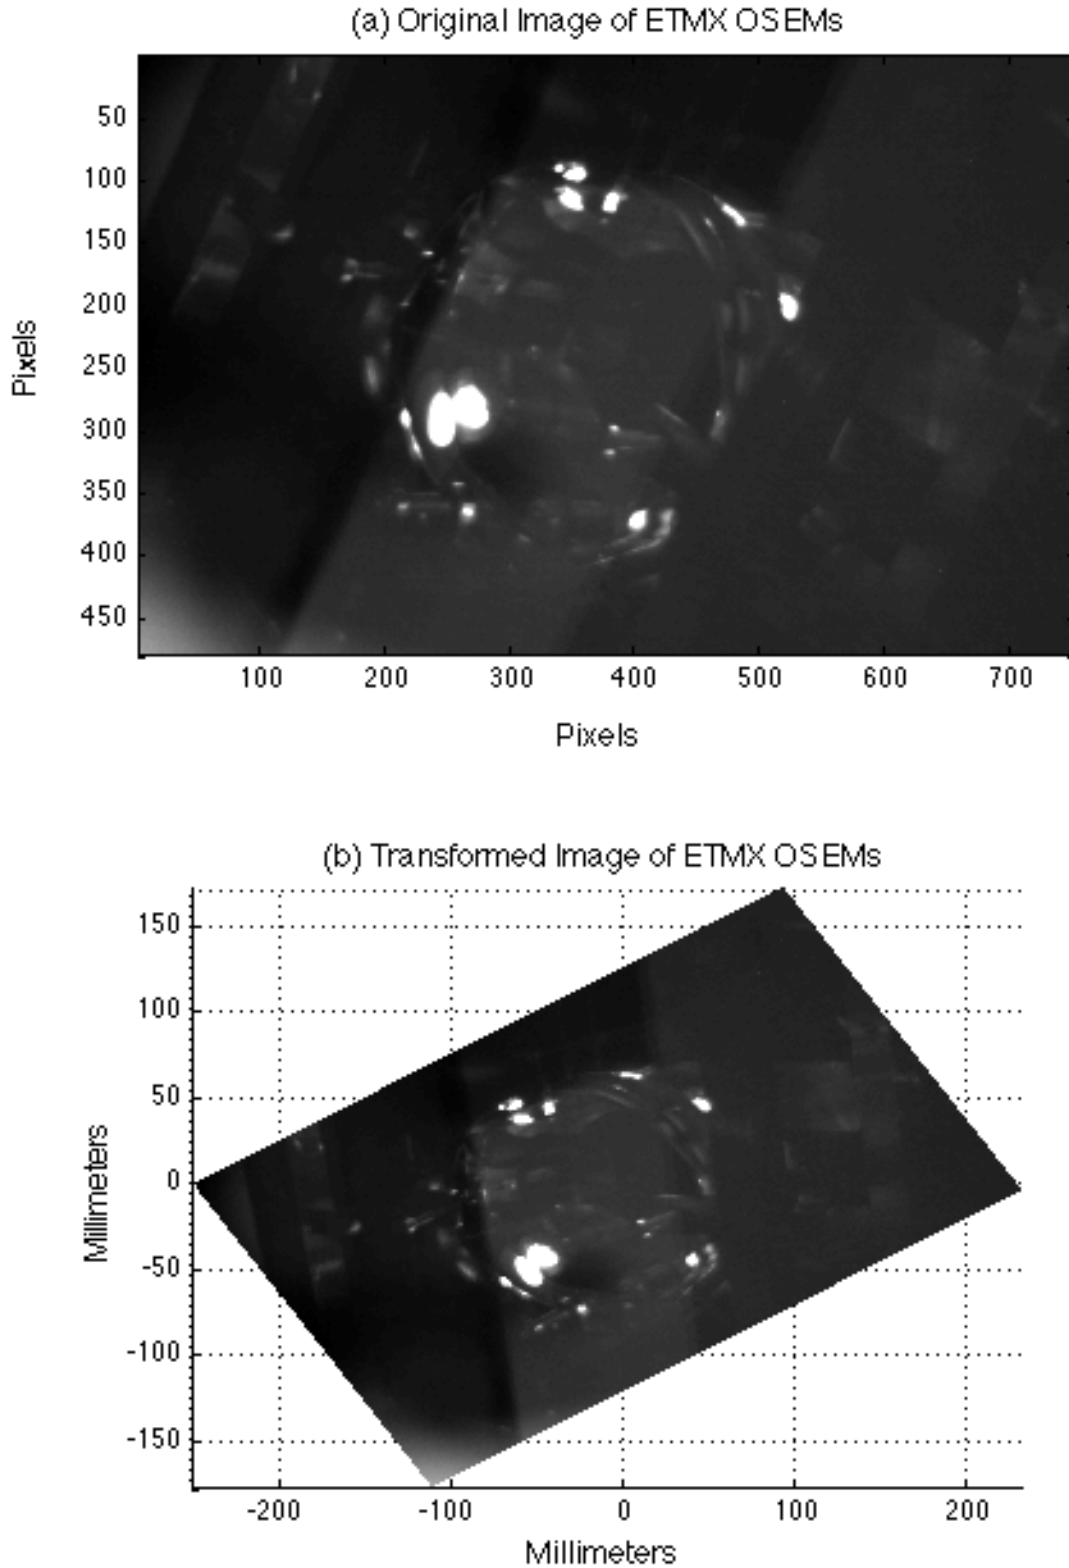 (a) Original Image of ETMX OSEMs
50
100
150
200
250
300
350
400
450
Pixels
100 200 300 400 500 600 700
Pixels
(b) Transformed Image of ETMX OSEMs
150
100
50
0
-50
-100
-150
Millimeters
-200 -100 0 100 200
Millimeters